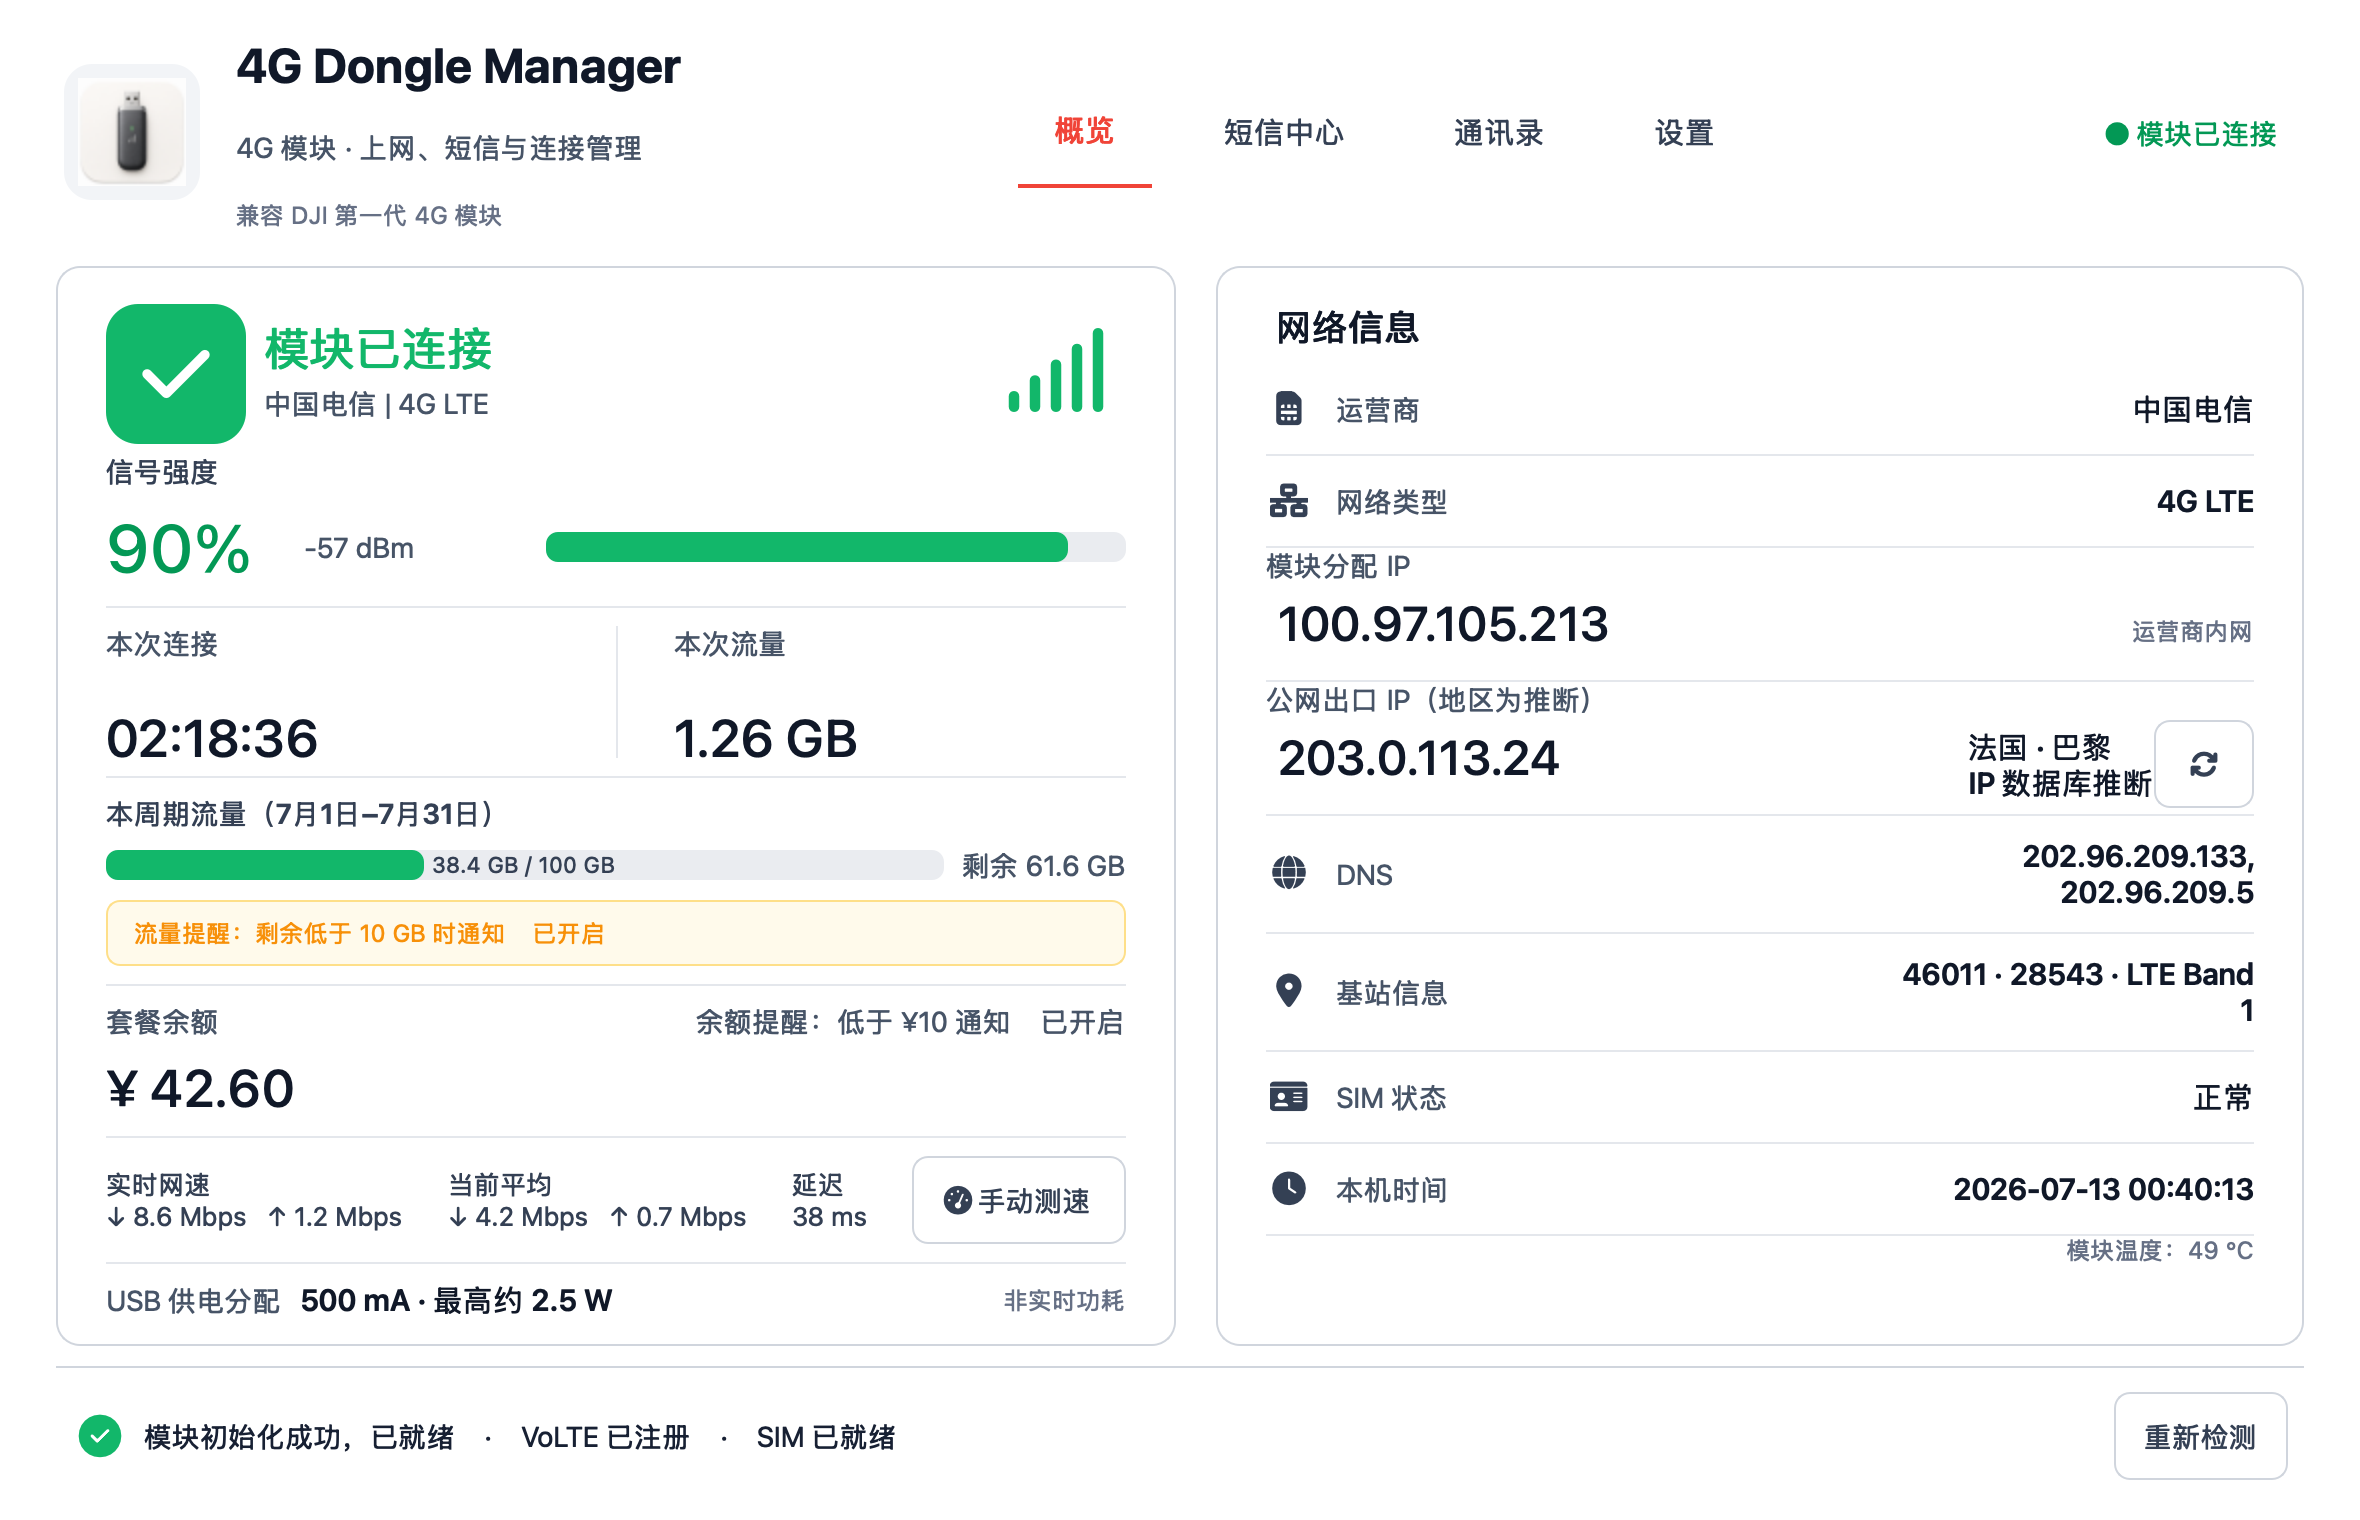 4G Dongle Manager
4G 模块 · 上网、短信与连接管理
兼容 DJI 第一代 4G 模块
概览
短信中心
通讯录
设置
模块已连接
模块已连接
中国电信 | 4G LTE
信号强度
90%
-57 dBm
本次连接
02:18:36
本次流量
1.26 GB
本周期流量（7月1日–7月31日）
38.4 GB / 100 GB
剩余 61.6 GB
流量提醒：剩余低于 10 GB 时通知 已开启
套餐余额
余额提醒：低于 ¥10 通知 已开启
¥ 42.60
实时网速
↓ 8.6 Mbps ↑ 1.2 Mbps
当前平均
↓ 4.2 Mbps ↑ 0.7 Mbps
延迟
38 ms
手动测速
USB 供电分配 500 mA · 最高约 2.5 W
非实时功耗
网络信息
运营商
中国电信
网络类型
4G LTE
模块分配 IP
100.97.105.213
运营商内网
公网出口 IP（地区为推断）
203.0.113.24
法国 · 巴黎
IP 数据库推断
DNS
202.96.209.133,
202.96.209.5
基站信息
46011 · 28543 · LTE Band
1
SIM 状态
正常
本机时间
2026-07-13 00:40:13
模块温度：49 °C
模块初始化成功，已就绪 · VoLTE 已注册 · SIM 已就绪
重新检测